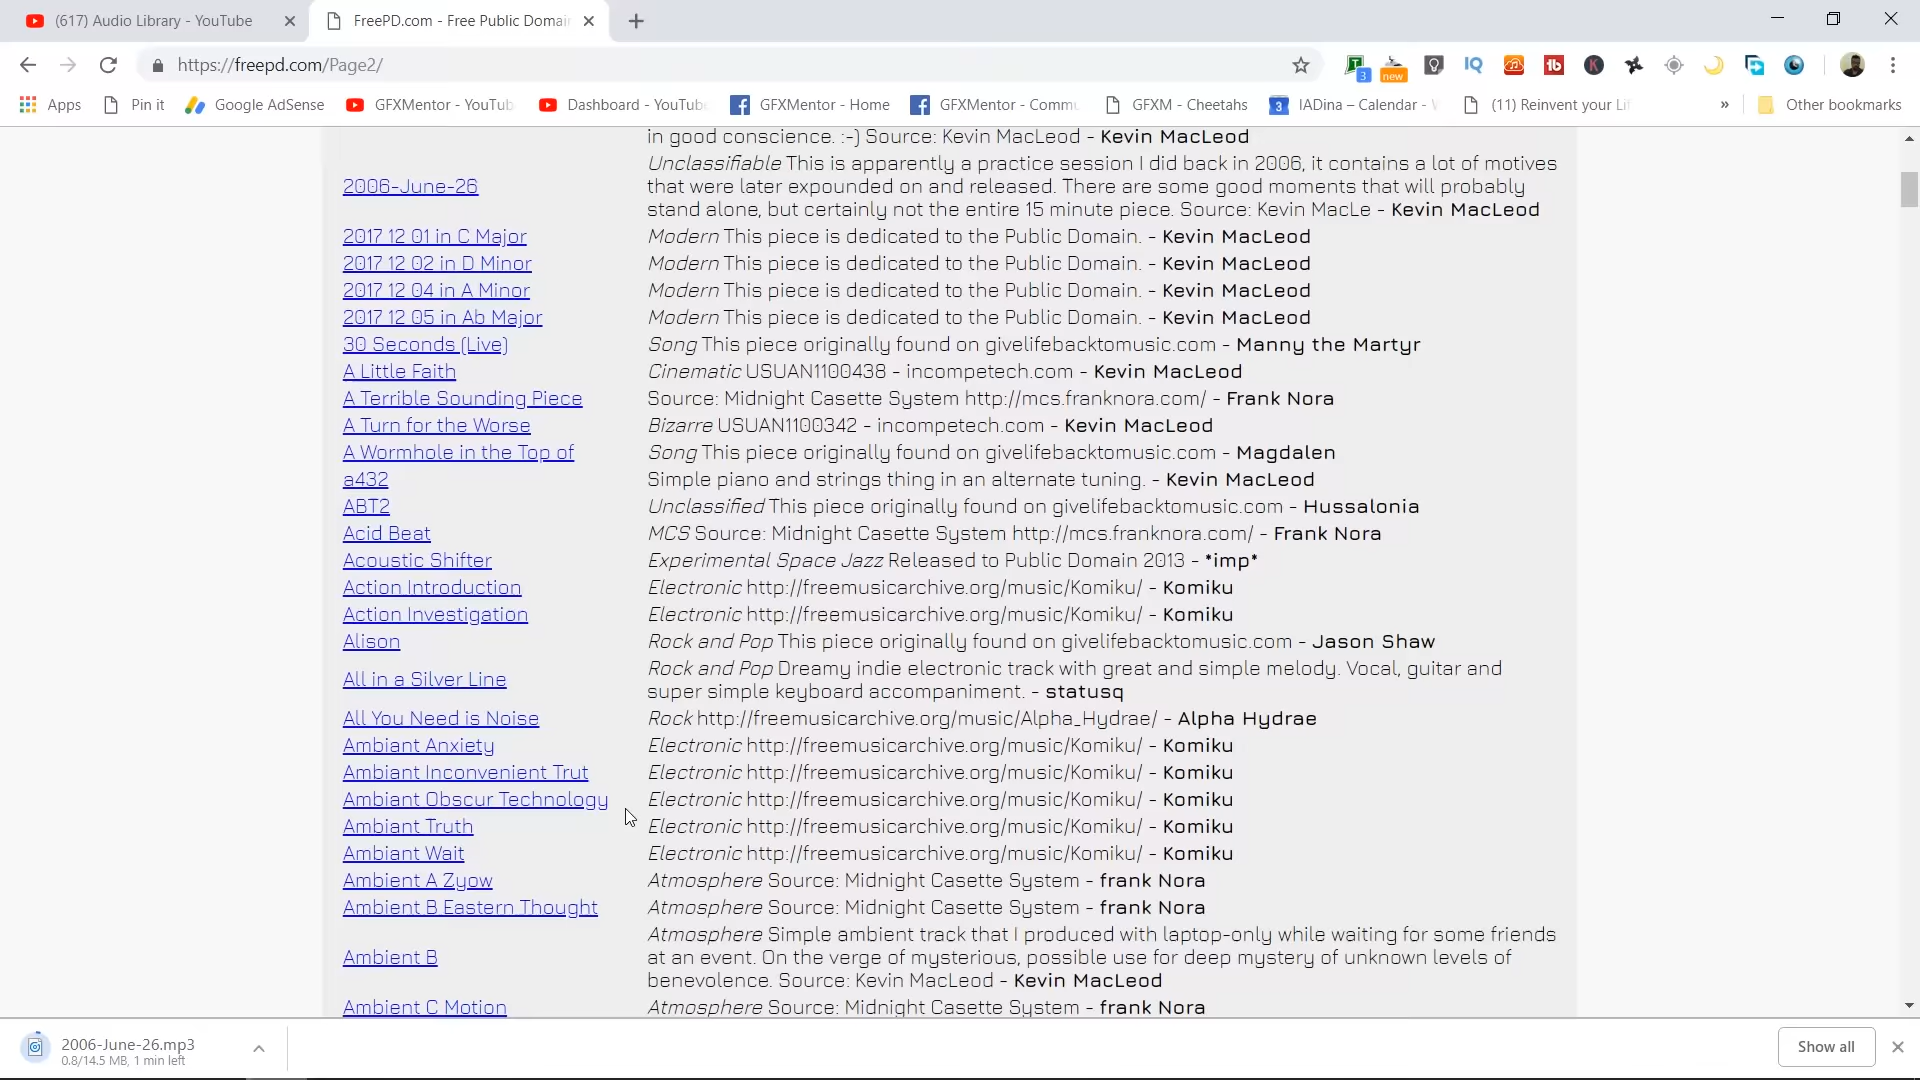 (617) Audio Library - YouTube
FreePD.com - Free Public Domai
https://freepd.com/Page2/
3
new
IQ
tb
K
Apps
Pin it
Google AdSense
GFXMentor - YouTub
Dashboard - YouTube
GFXMentor - Home
GFXMentor - Commu
GFXM - Cheetahs
3
IADina – Calendar - W
(11) Reinvent your Li
»
Other bookmarks
in good conscience. :-) Source: Kevin MacLeod - Kevin MacLeod
Unclassifiable This is apparently a practice session I did back in 2006, it contains a lot of motives
2006-June-26 that were later expounded on and released. There are some good moments that will probably
stand alone, but certainly not the entire 15 minute piece. Source: Kevin MacLe - Kevin MacLeod
2017 12 01 in C Major Modern This piece is dedicated to the Public Domain. - Kevin MacLeod
2017 12 02 in D Minor Modern This piece is dedicated to the Public Domain. - Kevin MacLeod
2017 12 04 in A Minor Modern This piece is dedicated to the Public Domain. - Kevin MacLeod
2017 12 05 in Ab Major Modern This piece is dedicated to the Public Domain. - Kevin MacLeod
30 Seconds (Live) Song This piece originally found on givelifebacktomusic.com - Manny the Martyr
A Little Faith Cinematic USUAN1100438 - incompetech.com - Kevin MacLeod
A Terrible Sounding Piece Source: Midnight Casette System http://mcs.franknora.com/ - Frank Nora
A Turn for the Worse Bizarre USUAN1100342 - incompetech.com - Kevin MacLeod
A Wormhole in the Top of Song This piece originally found on givelifebacktomusic.com - Magdalen
a432 Simple piano and strings thing in an alternate tuning. - Kevin MacLeod
ABT2 Unclassified This piece originally found on givelifebacktomusic.com - Hussalonia
Acid Beat MCS Source: Midnight Casette System http://mcs.franknora.com/ - Frank Nora
Acoustic Shifter Experimental Space Jazz Released to Public Domain 2013 - *imp*
Action Introduction Electronic http://freemusicarchive.org/music/Komiku/ - Komiku
Action Investigation Electronic http://freemusicarchive.org/music/Komiku/ - Komiku
Alison Rock and Pop This piece originally found on givelifebacktomusic.com - Jason Shaw
Rock and Pop Dreamy indie electronic track with great and simple melody. Vocal, guitar and
All in a Silver Line
super simple keyboard accompaniment. - statusq
All You Need is Noise Rock http://freemusicarchive.org/music/Alpha_Hydrae/ - Alpha Hydrae
Ambiant Anxiety Electronic http://freemusicarchive.org/music/Komiku/ - Komiku
Ambiant Inconvenient Trut Electronic http://freemusicarchive.org/music/Komiku/ - Komiku
Ambiant Obscur Technology Electronic http://freemusicarchive.org/music/Komiku/ - Komiku
Ambiant Truth Electronic http://freemusicarchive.org/music/Komiku/ - Komiku
Ambiant Wait Electronic http://freemusicarchive.org/music/Komiku/ - Komiku
Ambient A Zyow Atmosphere Source: Midnight Casette System - frank Nora
Ambient B Eastern Thought Atmosphere Source: Midnight Casette System - frank Nora
Atmosphere Simple ambient track that I produced with laptop-only while waiting for some friends
Ambient B at an event. On the verge of mysterious, possible use for deep mystery of unknown levels of
benevolence. Source: Kevin MacLeod - Kevin MacLeod
Ambient C Motion Atmosphere Source: Midnight Casette System - frank Nora
2006-June-26.mp3
0.8/14.5 MB, 1 min left
Show all